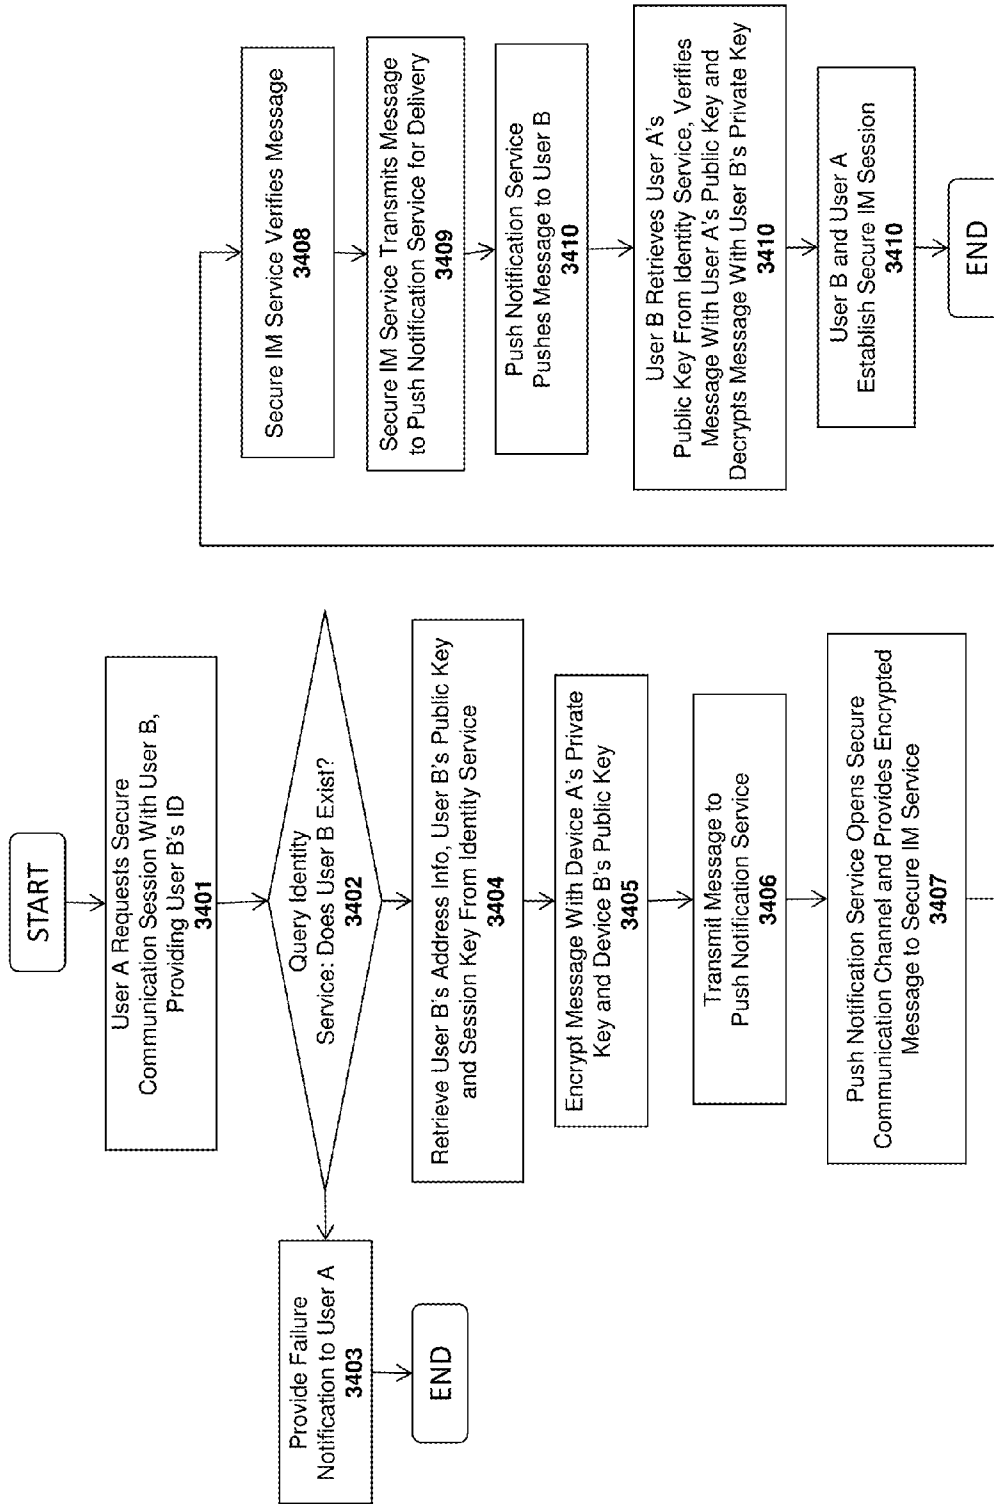 START
User A Requests Secure
Communication Session With User B,
Providing User B's ID
3401
Query Identity
Service: Does User B Exist?
3402
Provide Failure
Notification to User A
3403
END
Retrieve User B's Address Info, User B's Public Key
and Session Key From Identity Service
3404
Encrypt Message With Device A's Private
Key and Device B's Public Key
3405
Transmit Message to
Push Notification Service
3406
Push Notification Service Opens Secure
Communication Channel and Provides Encrypted
Message to Secure IM Service
3407
Secure IM Service Verifies Message
3408
Secure IM Service Transmits Message
to Push Notification Service for Delivery
3409
Push Notification Service
Pushes Message to User B
3410
User B Retrieves User A's
Public Key From Identity Service, Verifies
Message With User A's Public Key and
Decrypts Message With User B's Private Key
3410
User B and User A
Establish Secure IM Session
3410
END